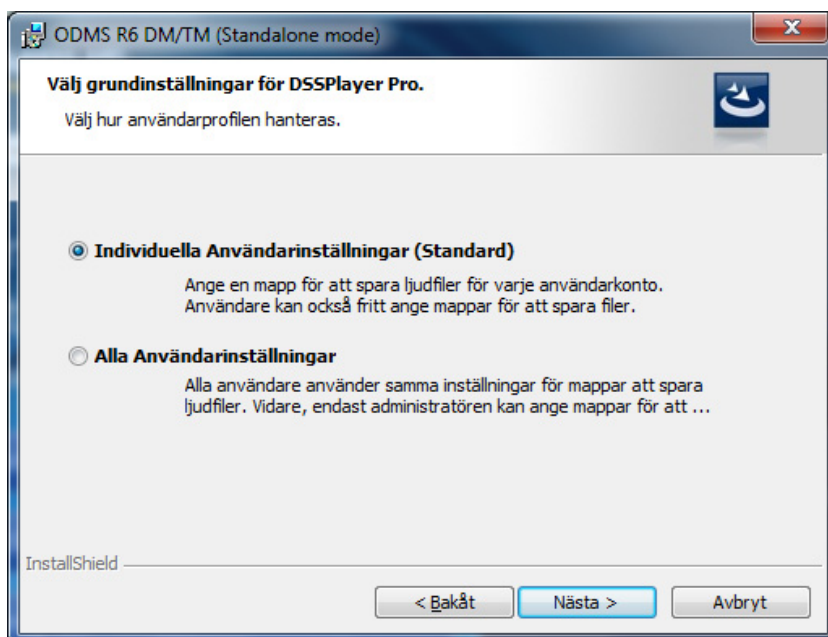 ODMS R6 DM/TM (Standalone mode)
Välj grundinställningar för DSSPlayer Pro.
Välj hur användarprofilen hanteras.
Individuella Användarinställningar (Standard)
Ange en mapp för att spara ljudfiler för varje användarkonto.
Användare kan också fritt ange mappar för att spara filer.
Alla Användarinställningar
Alla användare använder samma inställningar för mappar att spara
ljudfiler. Vidare, endast administratören kan ange mappar för att ...
InstallShield
< Bakåt
Nästa >
Avbryt